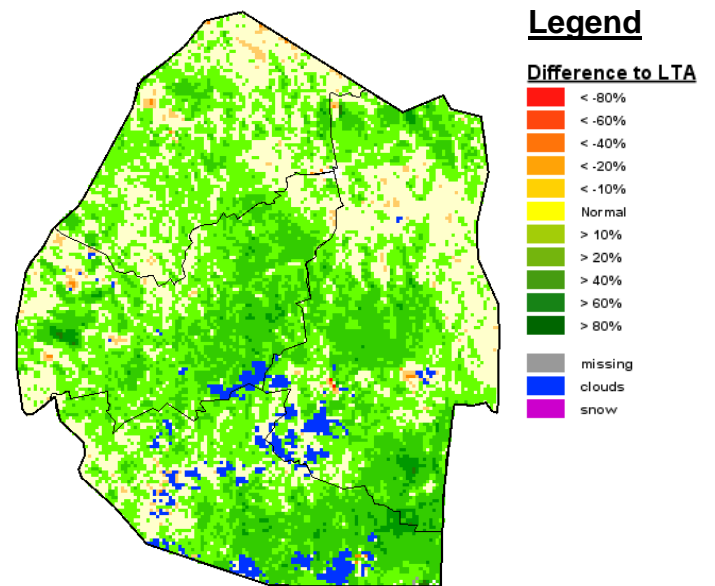 Legend
Difference to LTA
< -80%
< -60%
< -40%
< -20%
< -10%
Normal
> 10%
> 20%
> 40%
> 60%
> 80%
missing
clouds
snow